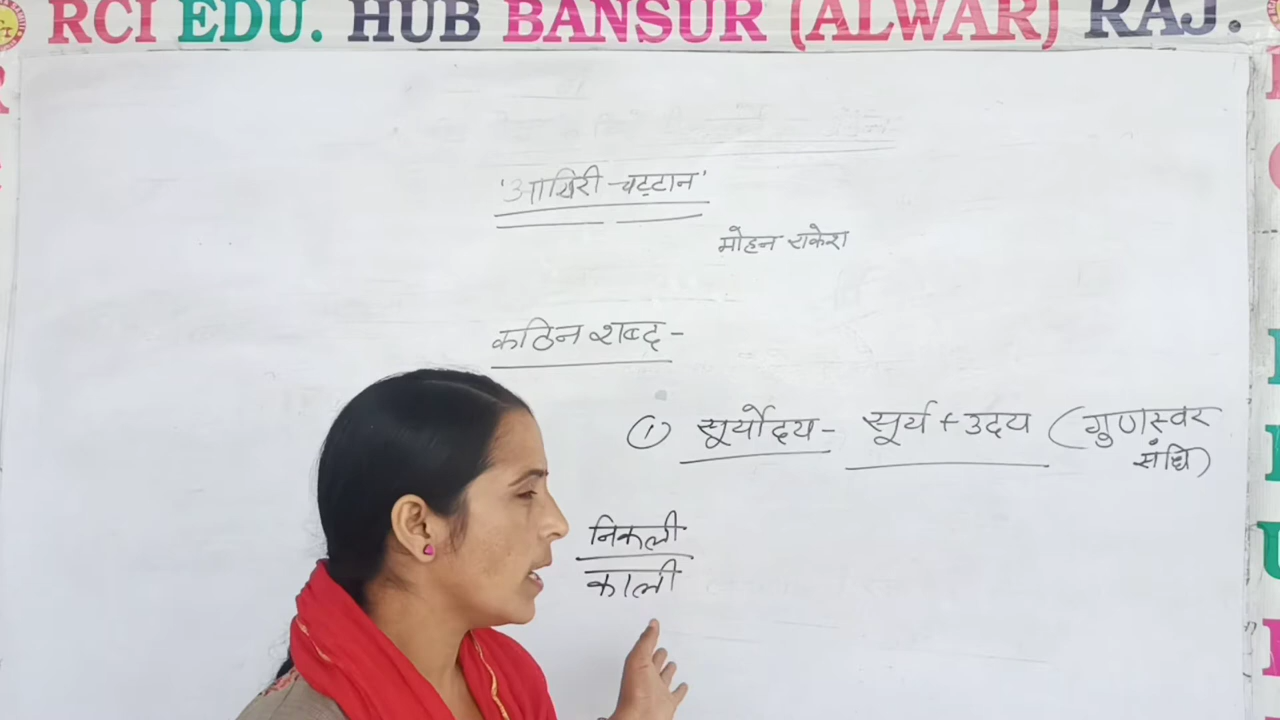 RCI EDU. HUB BANSUR (ALWAR) RAJ.
'आखिरी चट्टान'
मोहन राकेश
कठिन शब्द -
① सूर्योदय - सूर्य + उदय (गुणस्वर
संधि)
निकली
काली